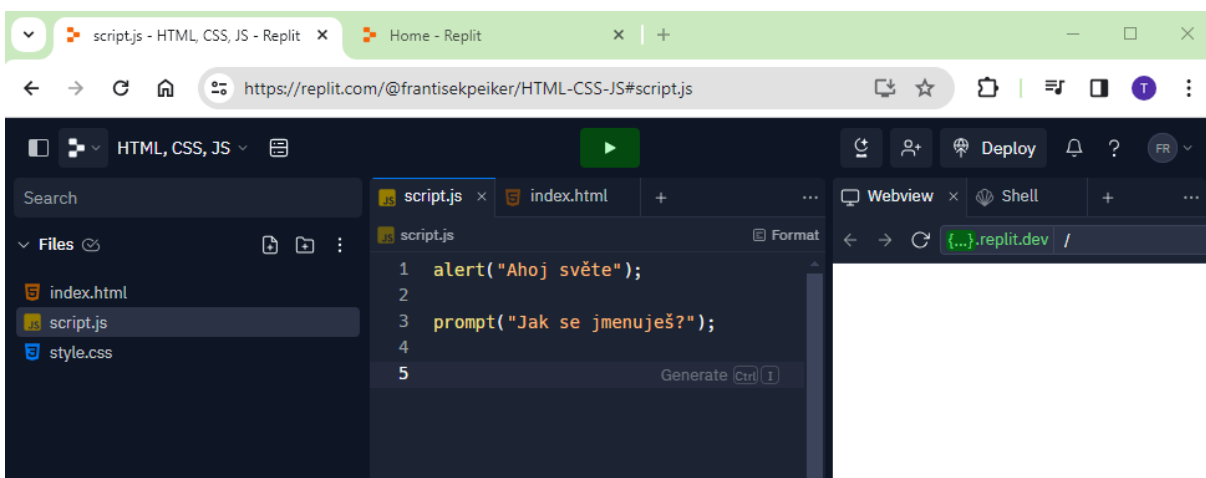 script.js - HTML, CSS, JS - Replit
Home - Replit
https://replit.com/@frantisekpeiker/HTML-CSS-JS#script.js
T
HTML, CSS, JS
Deploy
?
FR
Search
script.js
index.html
Webview
Shell
Files
script.js
Format
{...}.replit.dev /
index.html
script.js
style.css
1 alert("Ahoj světe");
2
3 prompt("Jak se jmenuješ?");
4
5
Generate Ctrl I